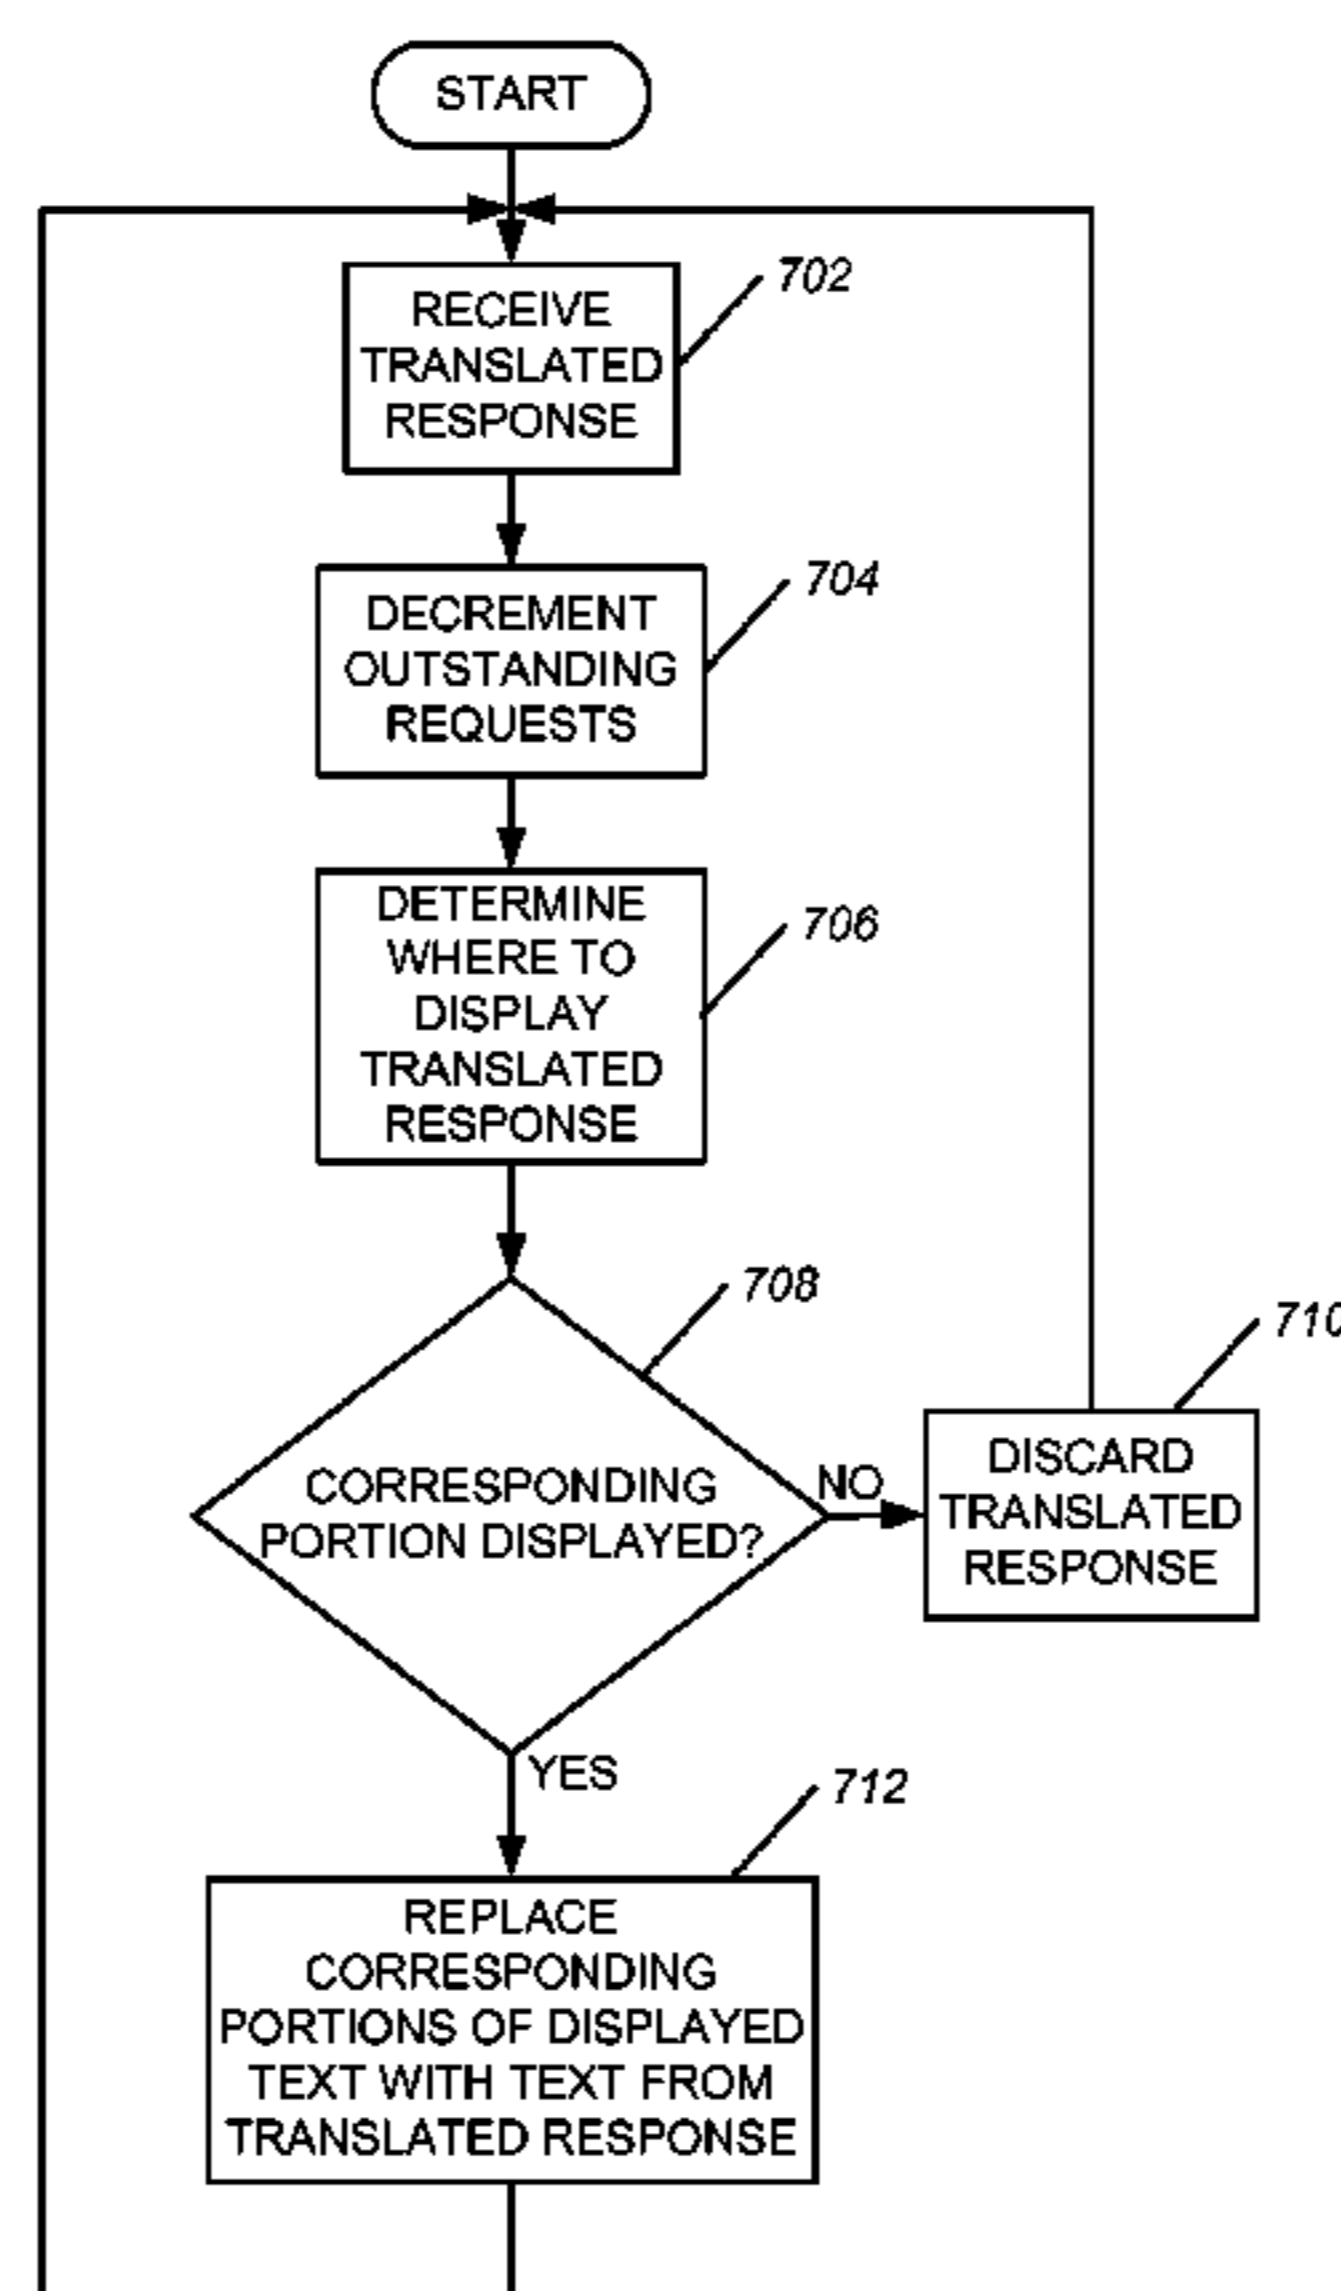 START
702
RECEIVE
TRANSLATED
RESPONSE
704
DECREMENT
OUTSTANDING
REQUESTS
706
DETERMINE
WHERE TO
DISPLAY
TRANSLATED
RESPONSE
708
CORRESPONDING
PORTION DISPLAYED?
NO
710
DISCARD
TRANSLATED
RESPONSE
YES
712
REPLACE
CORRESPONDING
PORTIONS OF DISPLAYED
TEXT WITH TEXT FROM
TRANSLATED RESPONSE